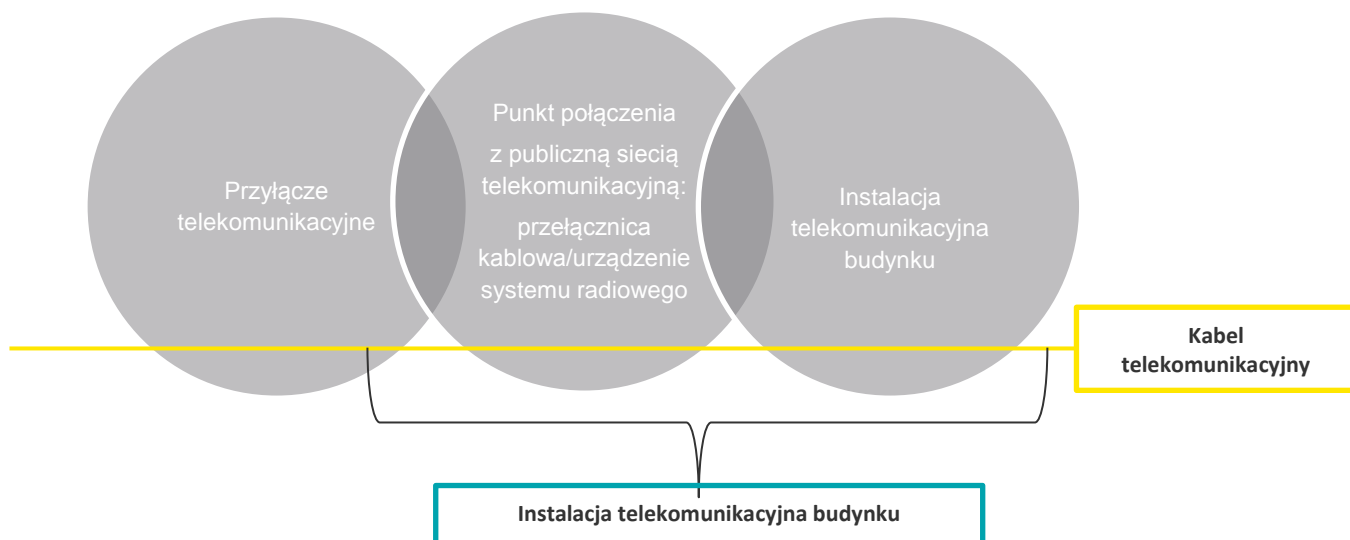 Przyłącze
telekomunikacyjne
Punkt połączenia
z publiczną siecią
telekomunikacyjną:
przełącznica
kablowa/urządzenie
systemu radiowego
Instalacja
telekomunikacyjna
budynku
Kabel
telekomunikacyjny
Instalacja telekomunikacyjna budynku